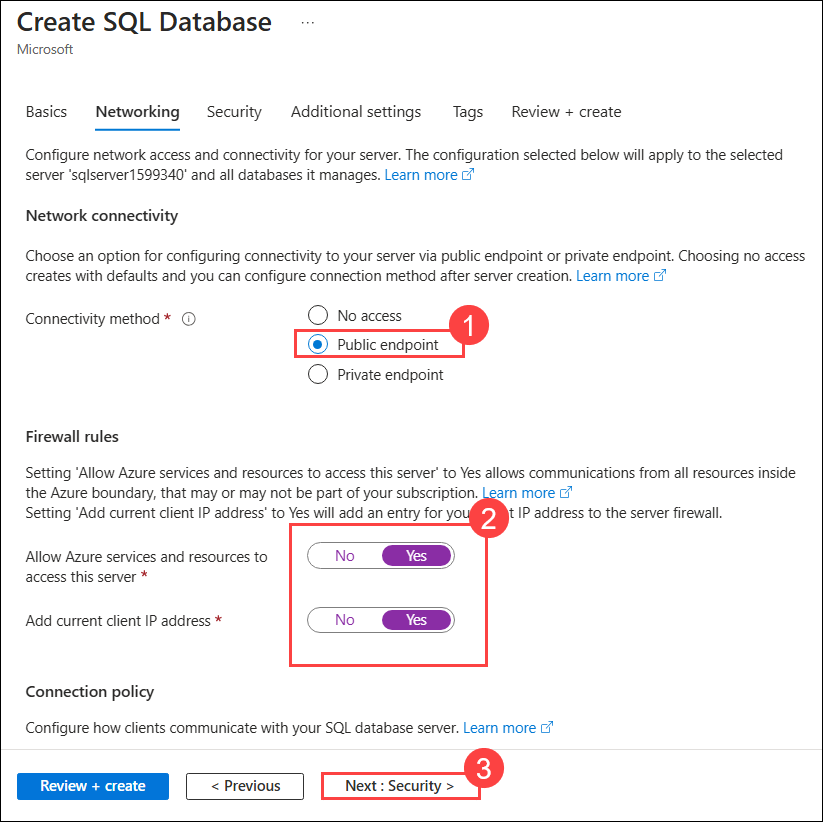 Create SQL Database ...
Microsoft
Basics Networking Security Additional settings Tags Review + create
Configure network access and connectivity for your server. The configuration selected below will apply to the selected
server 'sqlserver1599340' and all databases it manages. Learn more
Network connectivity
Choose an option for configuring connectivity to your server via public endpoint or private endpoint. Choosing no access
creates with defaults and you can configure connection method after server creation. Learn more
Connectivity method *
No access
Public endpoint
1
Private endpoint
Firewall rules
Setting 'Allow Azure services and resources to access this server' to Yes allows communications from all resources inside
the Azure boundary, that may or may not be part of your subscription. Learn more
Setting 'Add current client IP address' to Yes will add an entry for IP address to the server firewall.
2
Allow Azure services and resources to
access this server *
No Yes
Add current client IP address * No Yes
Connection policy
Configure how clients communicate with your SQL database server. Learn more
Review + create < Previous Next : Security >
3